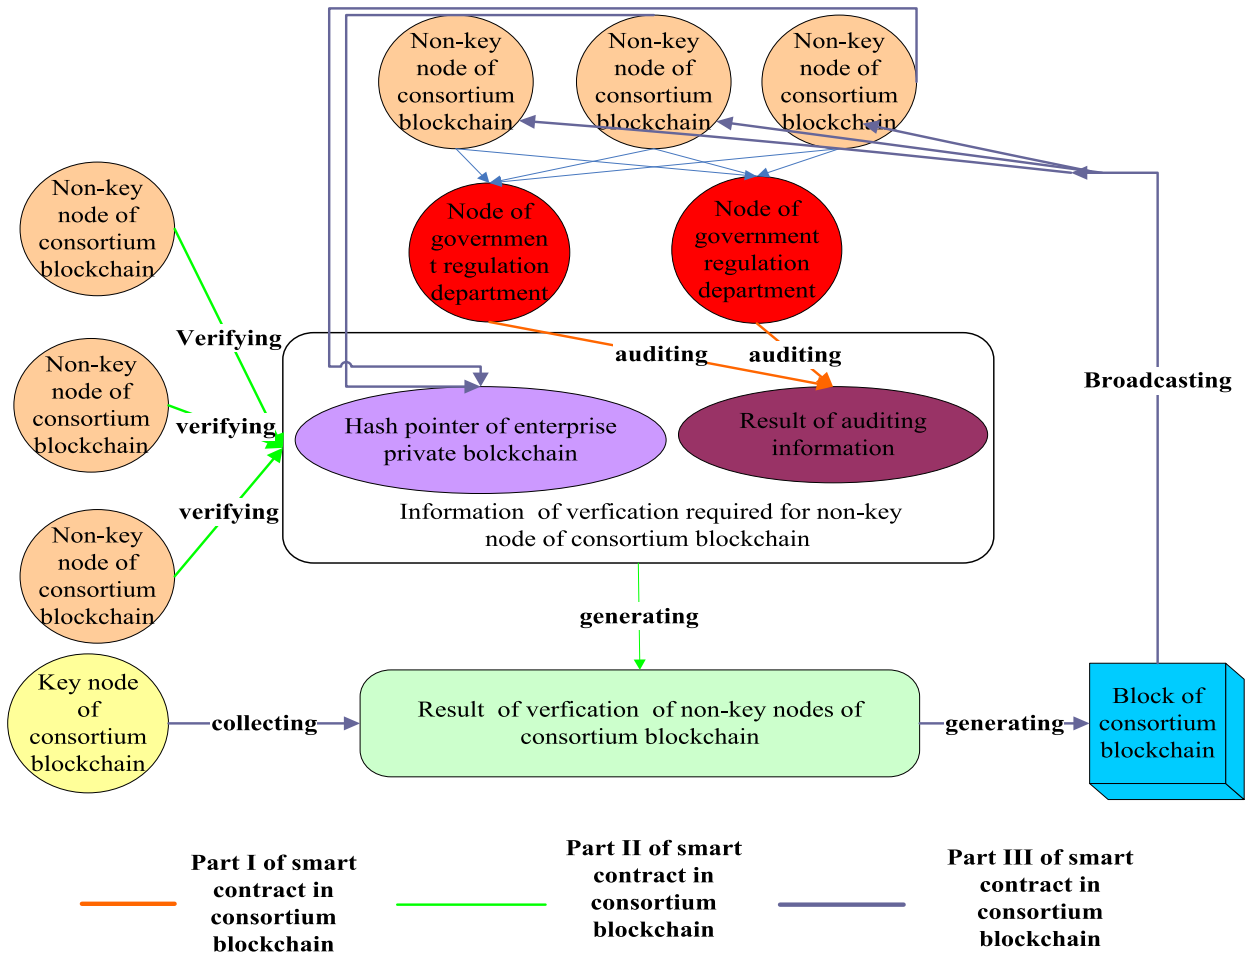 Non-key
node of
consortium
blockchain
Non-key
node of
consortium
blockchain
Non-key
node of
consortium
blockchain
Non-key
node of
consortium
blockchain
Node of
governmen
t regulation
department
Node of
government
regulation
department
Verifying
auditing
auditing
Broadcasting
Non-key
node of
consortium
blockchain
verifying
Hash pointer of enterprise
private bolckchain
Result of auditing
information
verifying
Information of verfication required for non-key
node of consortium blockchain
Non-key
node of
consortium
blockchain
generating
Key node
of
consortium
blockchain
collecting
Result of verfication of non-key nodes of
consortium blockchain
generating
Block of
consortium
blockchain
Part I of smart
contract in
consortium
blockchain
Part II of smart
contract in
consortium
blockchain
Part III of smart
contract in
consortium
blockchain